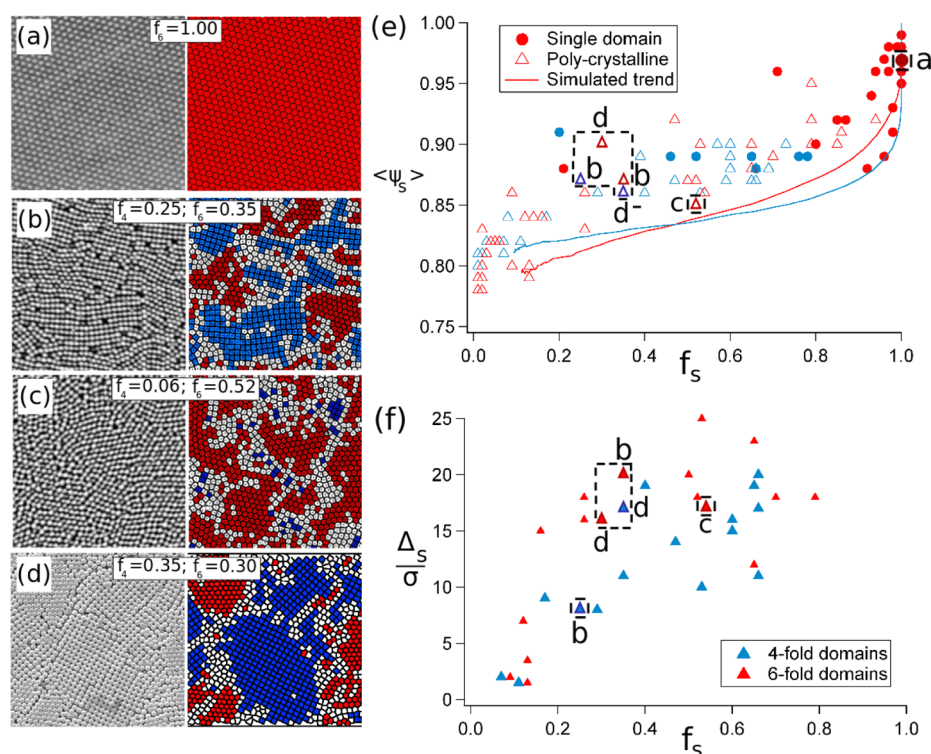 (a)
f₆=1.00
(b)
f₄=0.25; f₆=0.35
(c)
f₄=0.06; f₆=0.52
(d)
f₄=0.35; f₆=0.30
(e)
1.00
0.95
0.90
<ψₛ>
0.85
0.80
0.75
Single domain
Poly-crystalline
Simulated trend
a
d
b
b
d
c
0.0
0.2
0.4
0.6
0.8
1.0
fₛ
(f)
25
20
15
Δₛ
σ
10
5
0
b
d
d
c
b
4-fold domains
6-fold domains
0.0
0.2
0.4
0.6
0.8
1.0
fₛ